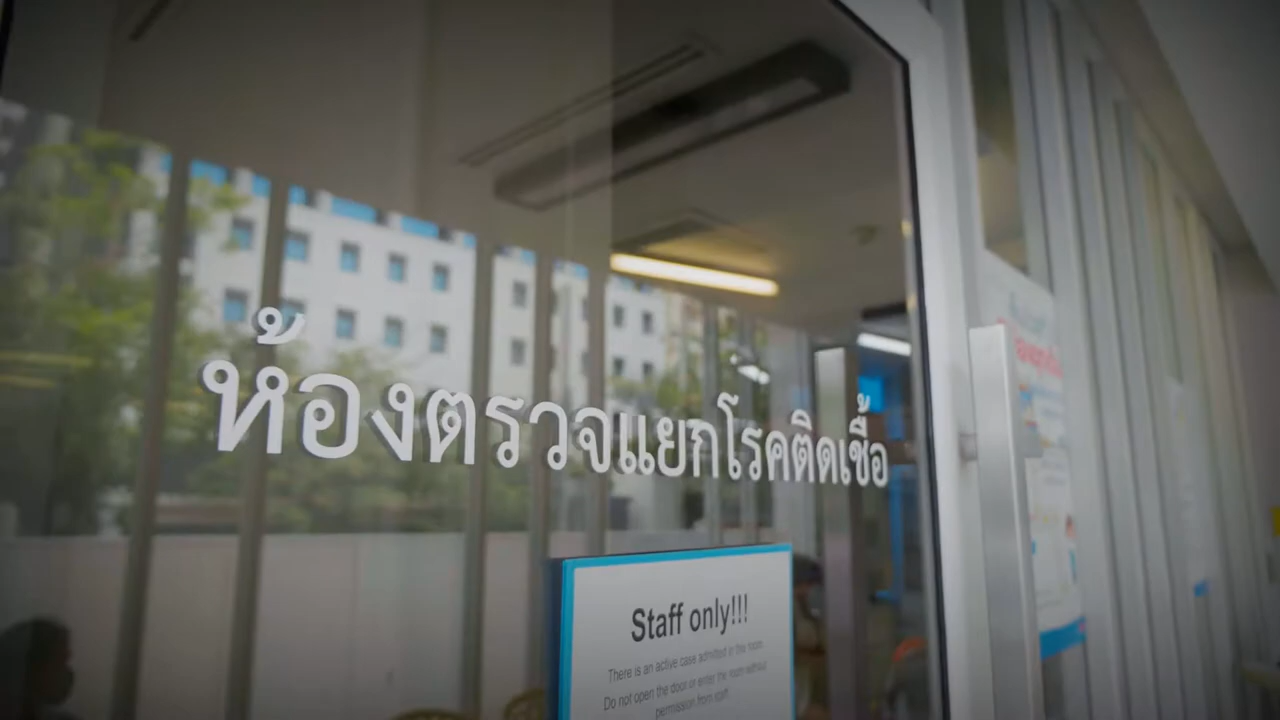 ห้องตรวจแยกโรคติดเชื้อ
Staff only!!!
There is an active case admitted in the room
Do not open the door or enter the room without
permission from staff.